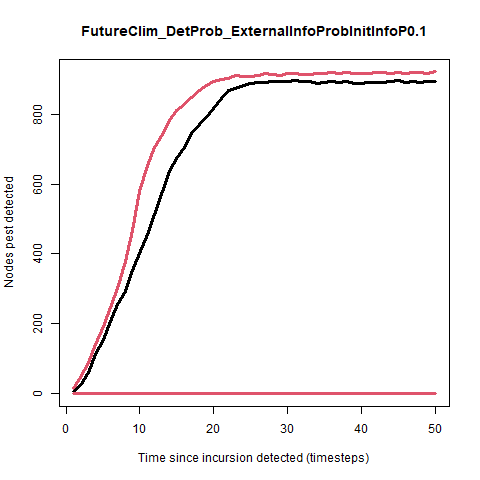 FutureClim_DetProb_ExternalInfoProbInitInfoP0.1
Nodes pest detected
800
600
400
200
0
0 10 20 30 40 50
Time since incursion detected (timesteps)